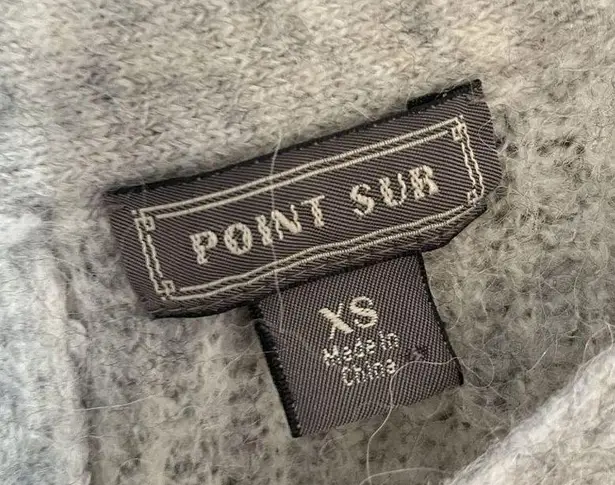 POINT SUR
XS
Made in
China